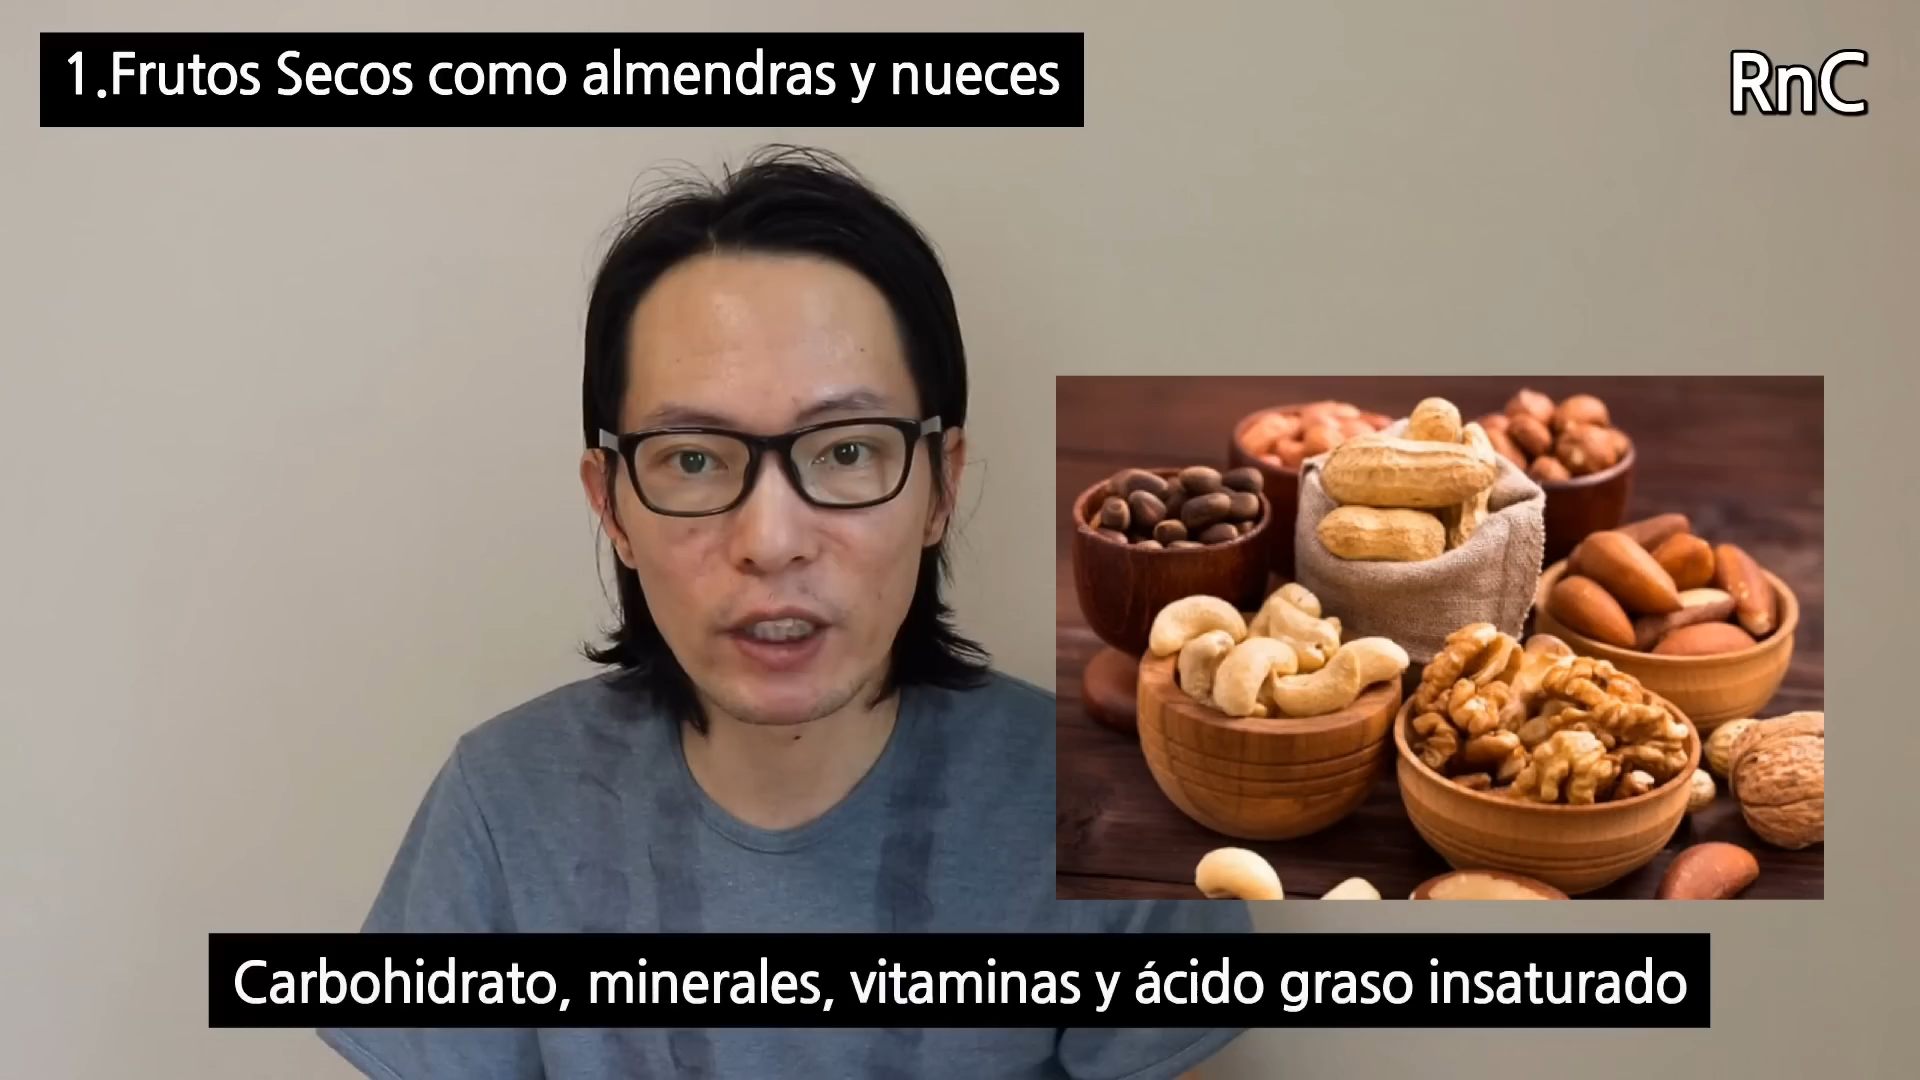 1.Frutos Secos como almendras y nueces
RnC
Carbohidrato, minerales, vitaminas y ácido graso insaturado